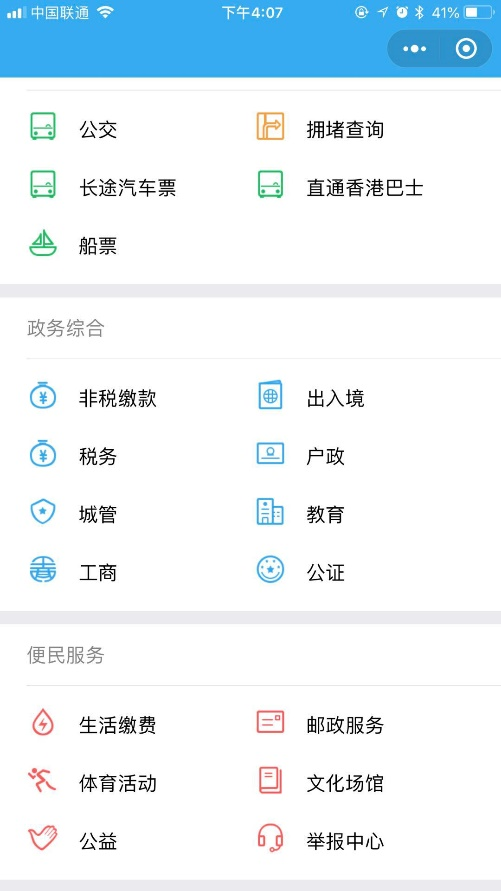 中国联通 下午4:07 41%
公交 拥堵查询
长途汽车票 直通香港巴士
船票
政务综合
非税缴款 出入境
税务 户政
城管 教育
工商 公证
便民服务
生活缴费 邮政服务
体育活动 文化场馆
公益 举报中心